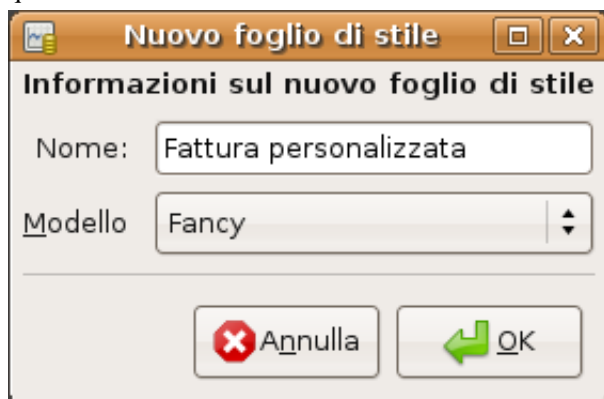 Nuovo foglio di stile
Informazioni sul nuovo foglio di stile
Nome: Fattura personalizzata
Modello Fancy
Annulla OK